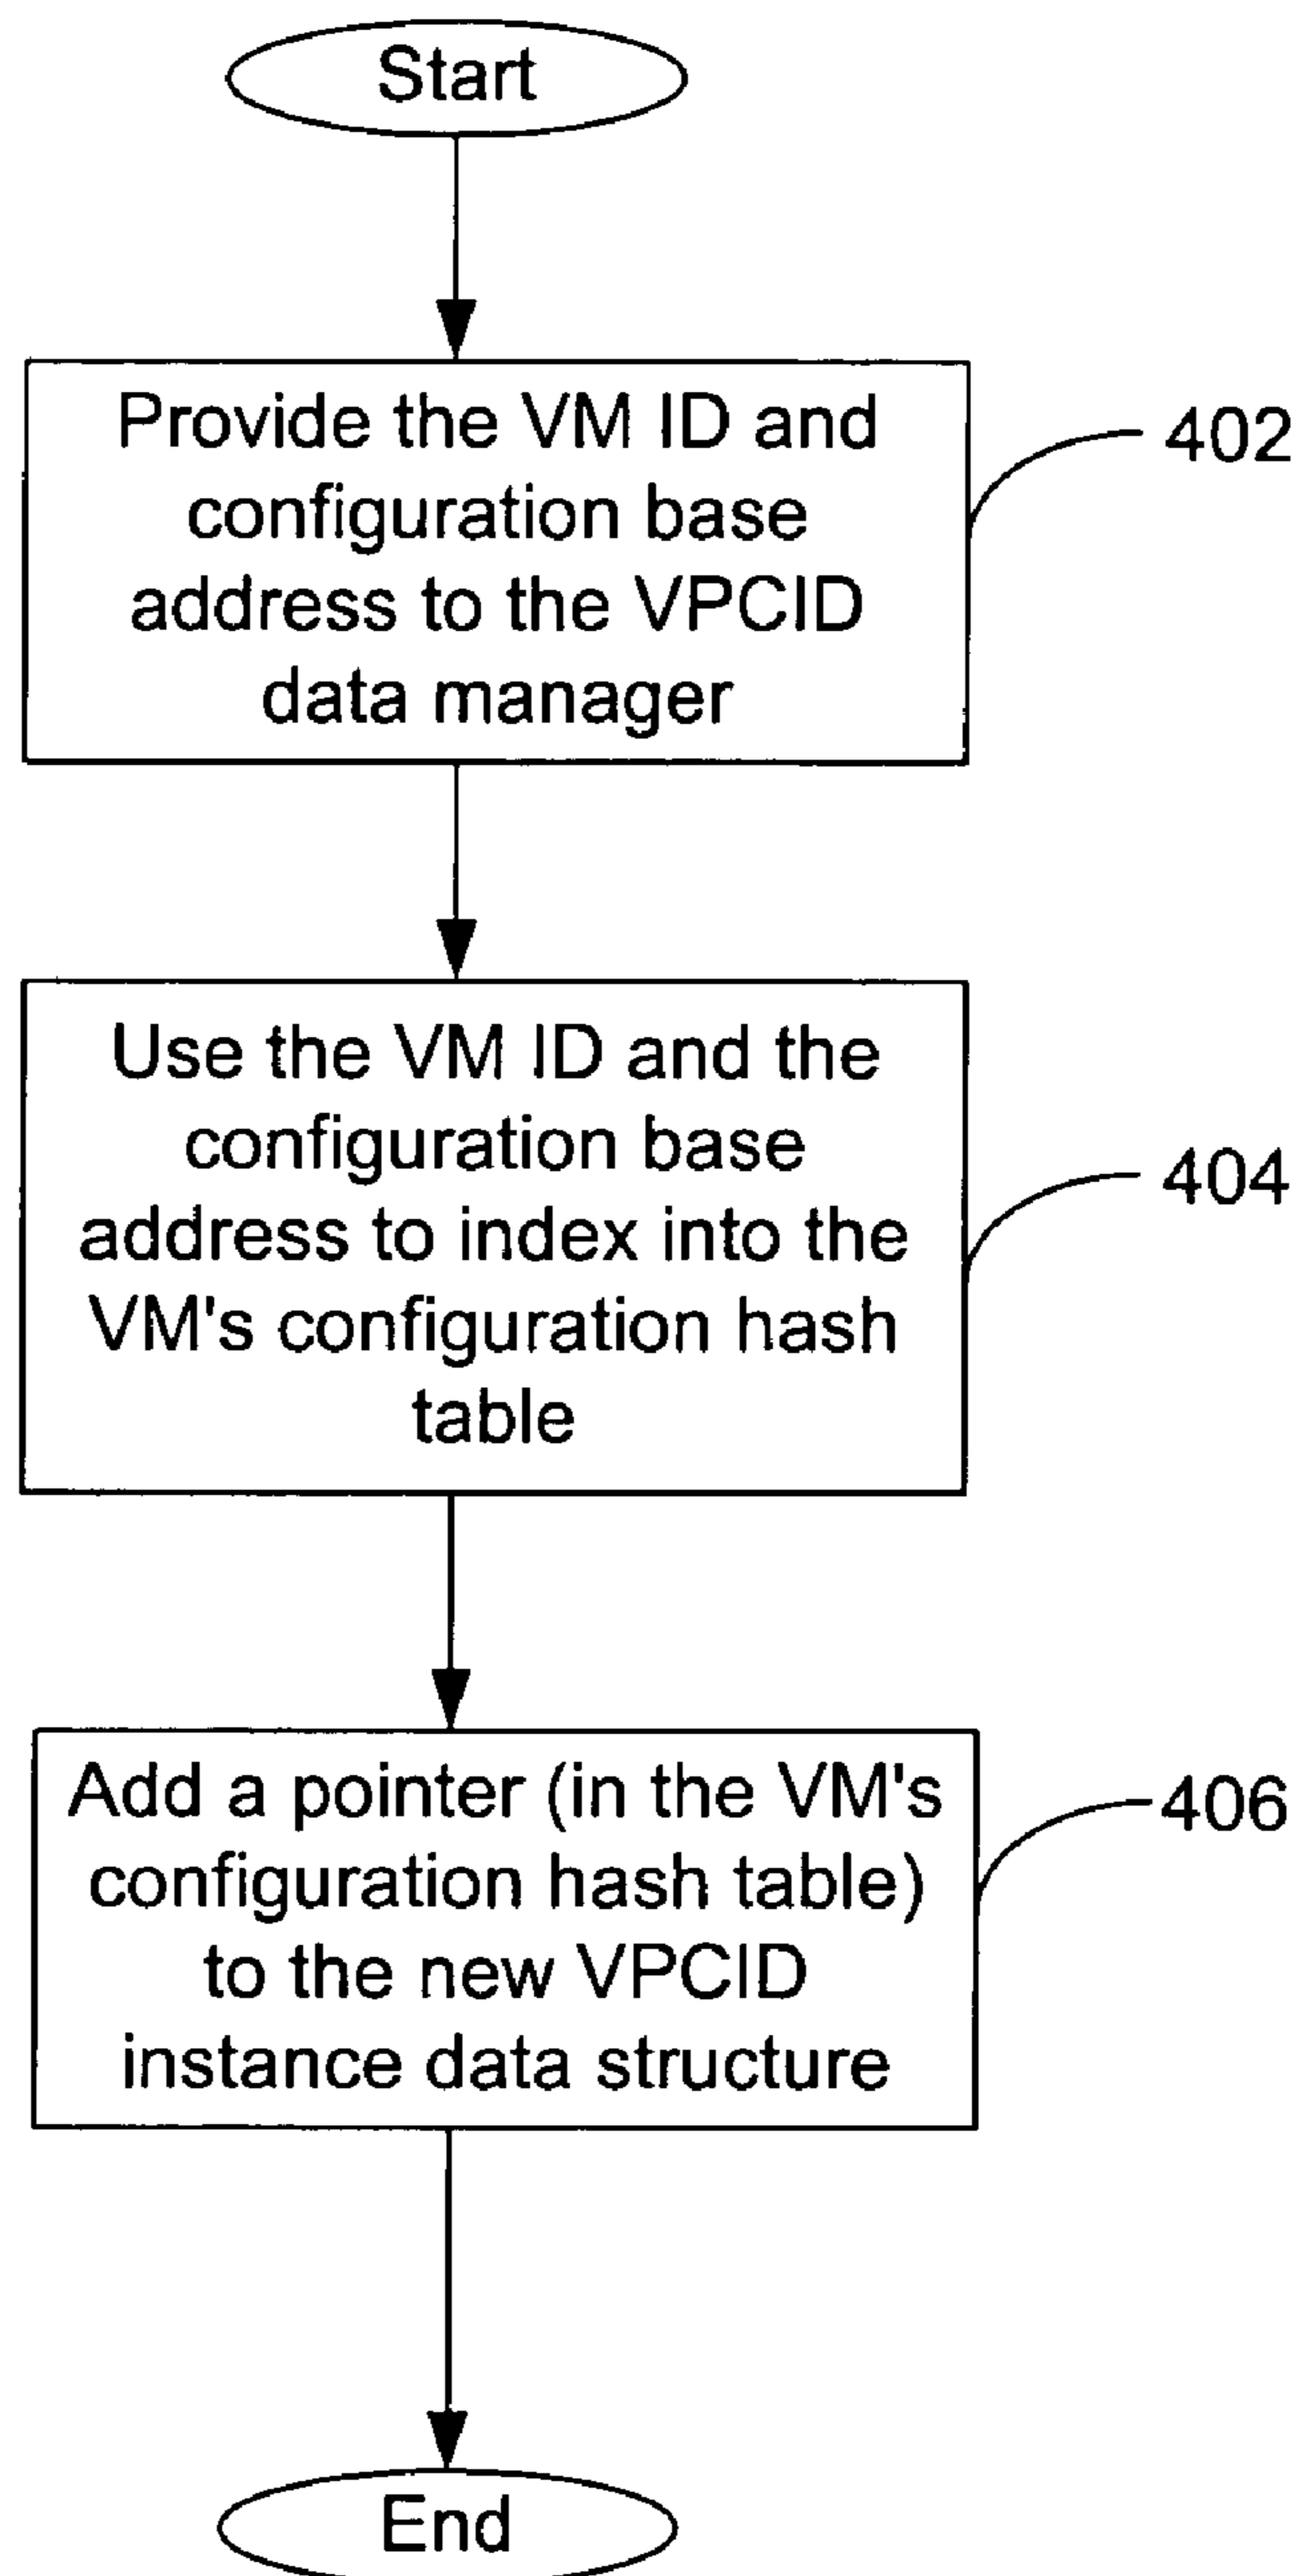 Start
Provide the VM ID and
configuration base
address to the VPCID
data manager
402
Use the VM ID and the
configuration base
address to index into the
VM's configuration hash
table
404
Add a pointer (in the VM's
configuration hash table)
to the new VPCID
instance data structure
406
End